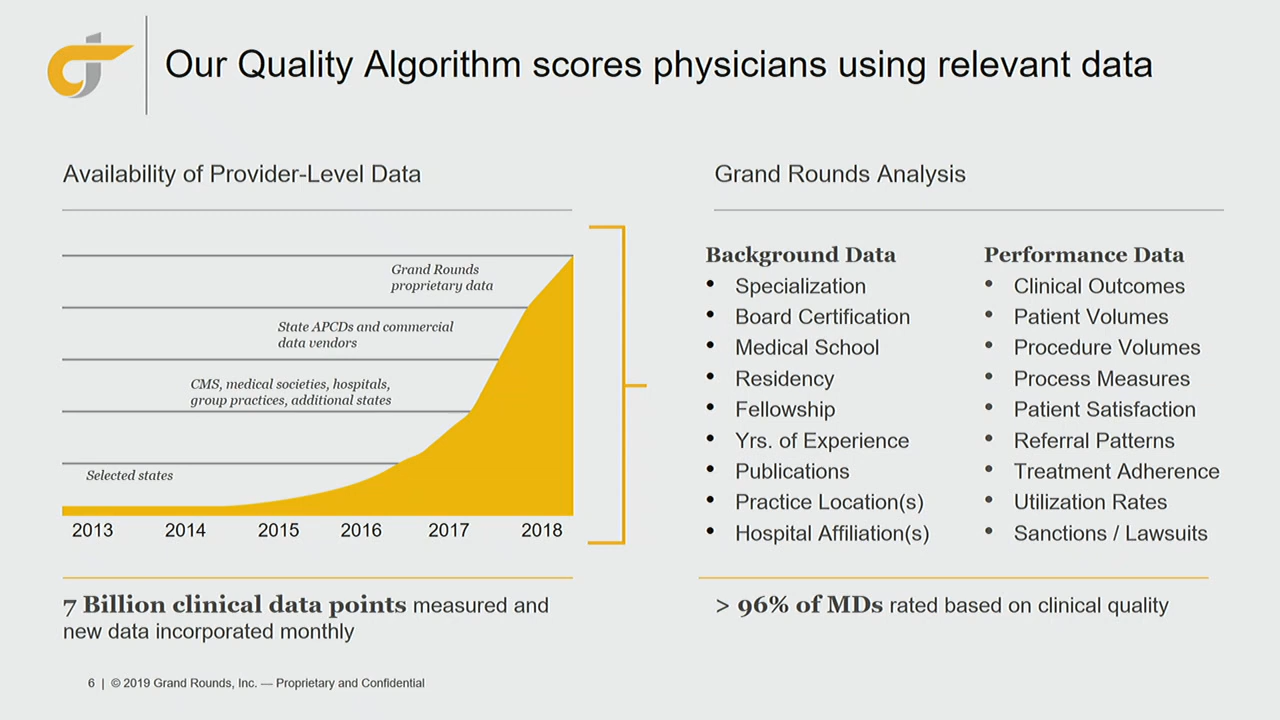 Our Quality Algorithm scores physicians using relevant data
Availability of Provider-Level Data
Grand Rounds
proprietary data
State APCDs and commercial
data vendors
CMS, medical societies, hospitals,
group practices, additional states
Selected states
2013 2014 2015 2016 2017 2018
7 Billion clinical data points measured and
new data incorporated monthly
Grand Rounds Analysis
Background Data
• Specialization
• Board Certification
• Medical School
• Residency
• Fellowship
• Yrs. of Experience
• Publications
• Practice Location(s)
• Hospital Affiliation(s)
Performance Data
• Clinical Outcomes
• Patient Volumes
• Procedure Volumes
• Process Measures
• Patient Satisfaction
• Referral Patterns
• Treatment Adherence
• Utilization Rates
• Sanctions / Lawsuits
> 96% of MDs rated based on clinical quality
6 | © 2019 Grand Rounds, Inc. — Proprietary and Confidential